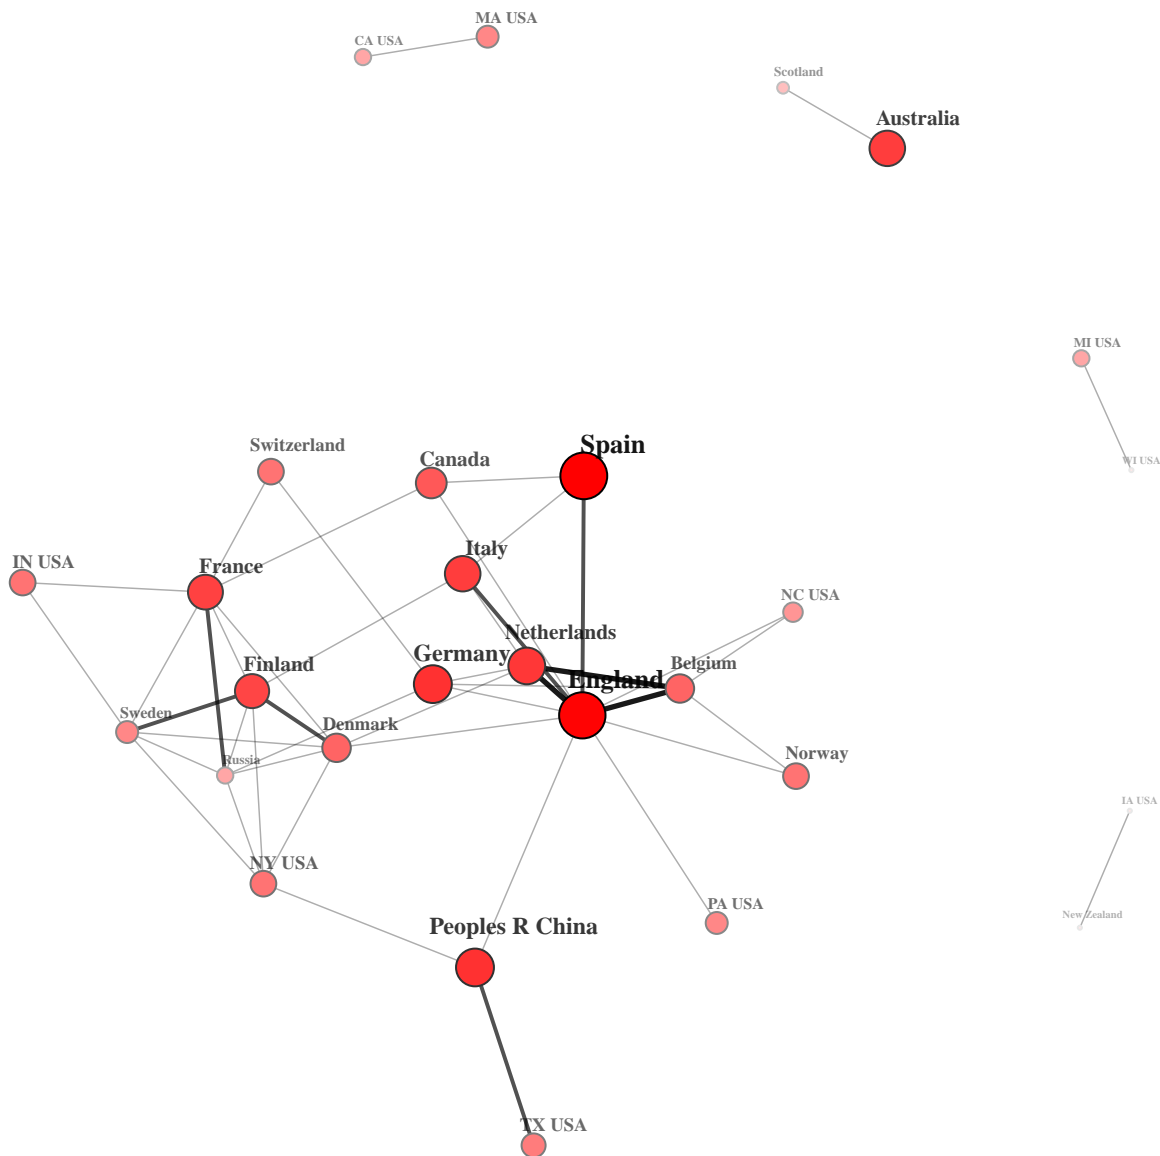 MA USA
CA USA
Scotland
Australia
MI USA
WI USA
Spain
Switzerland
Canada
Italy
IN USA
France
NC USA
Netherlands
Germany
Finland
Belgium
England
Sweden
Denmark
Russia
Norway
IA USA
NY USA
PA USA
New Zealand
Peoples R China
TX USA